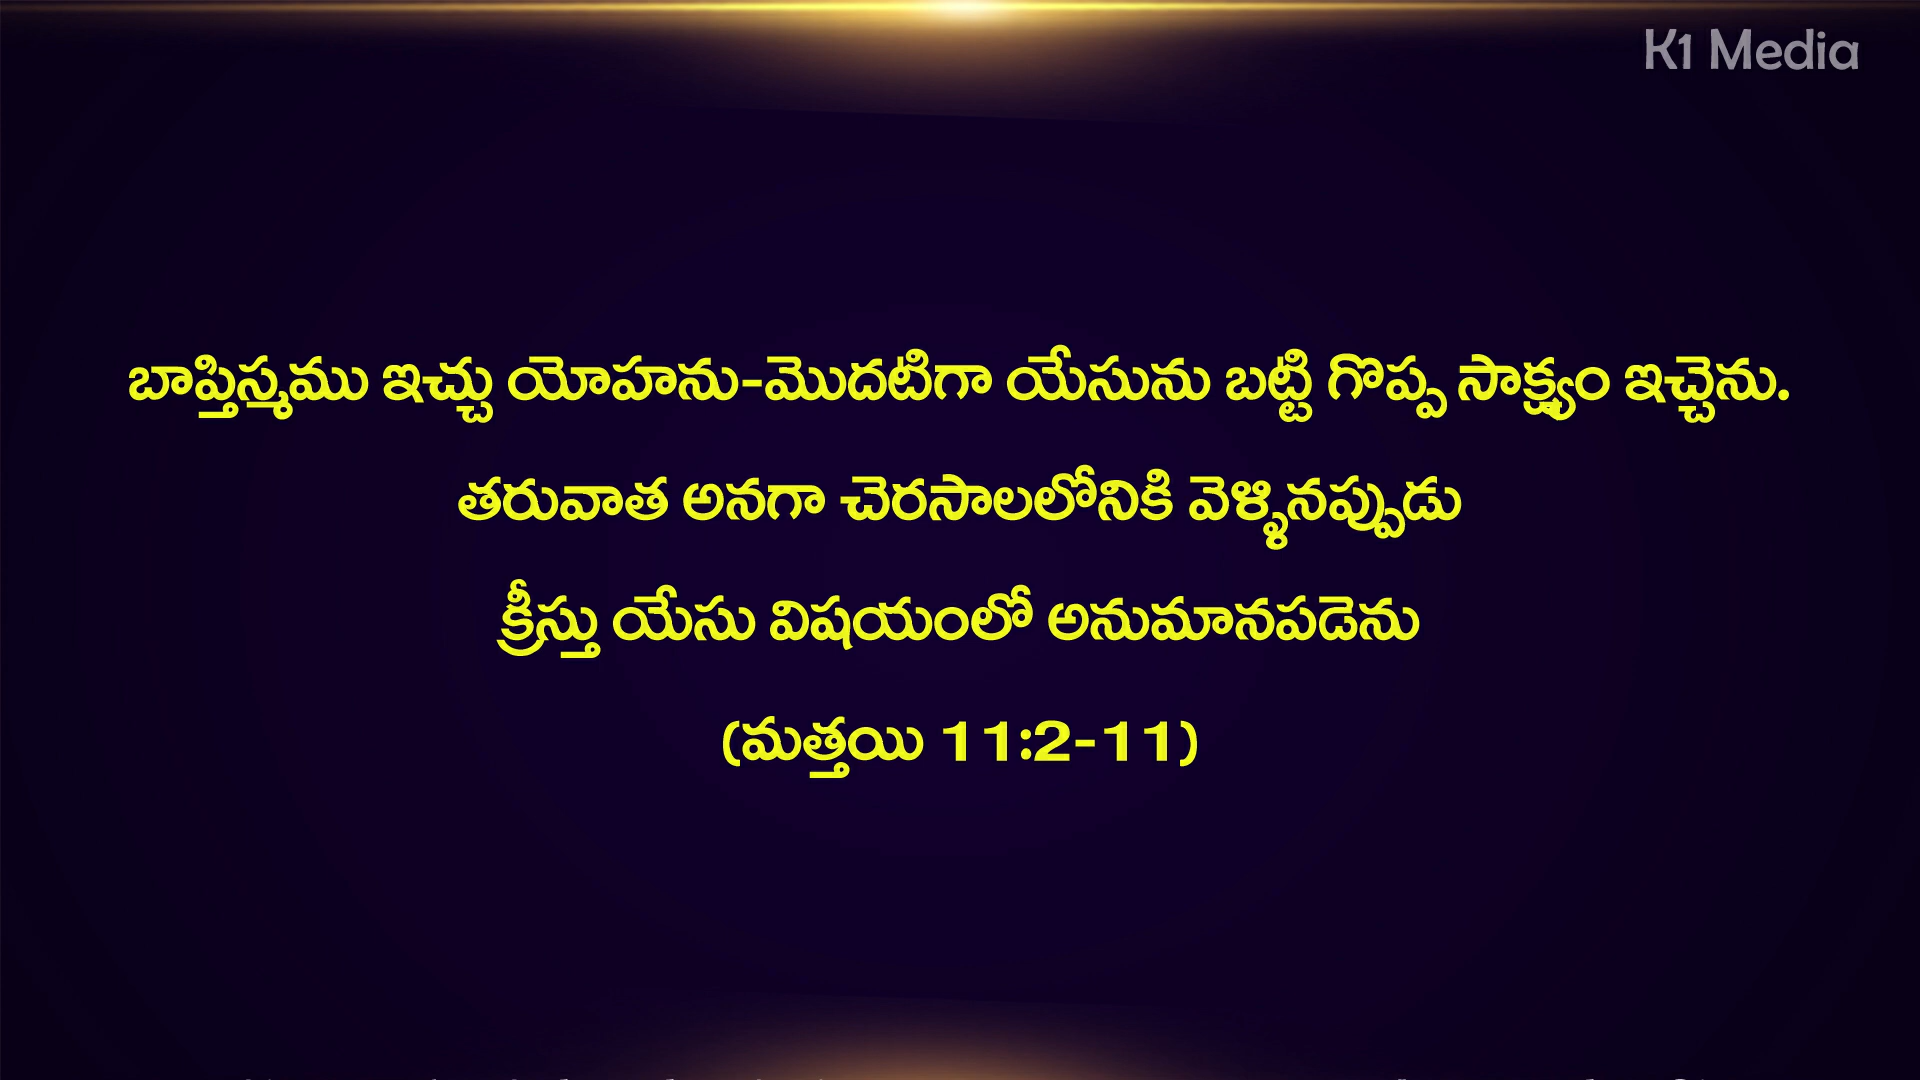 K1 Media
బాప్తిస్మము ఇచ్చు యోహను-మొదటిగా యేసును బట్టి గొప్ప సాక్ష్యం ఇచ్చెను.
తరువాత అనగా చెరసాలలోనికి వెళ్ళినప్పుడు
క్రీస్తు యేసు విషయంలో అనుమానపడెను
(మత్తయి 11:2-11)